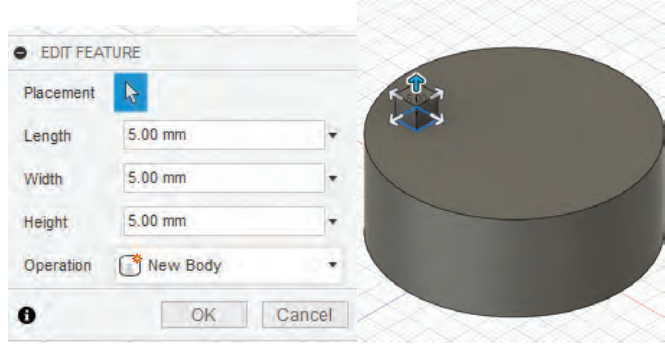 EDIT FEATURE
Placement
Length 5.00 mm
Width 5.00 mm
Height 5.00 mm
Operation New Body
OK Cancel